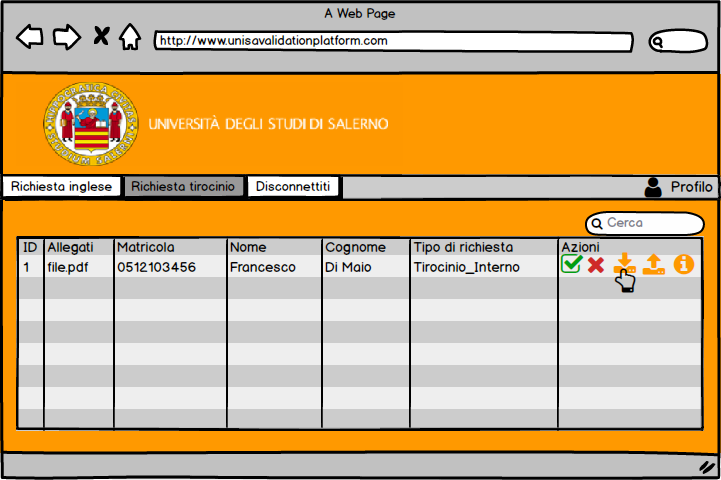 A Web Page
http://www.unisavalidationplatform.com
UNIVERSITÀ DEGLI STUDI DI SALERNO
Richiesta inglese Richiesta tirocinio Disconnettiti Profilo
Cerca
ID Allegati Matricola Nome Cognome Tipo di richiesta Azioni
1 file.pdf 0512103456 Francesco Di Maio Tirocinio_Interno